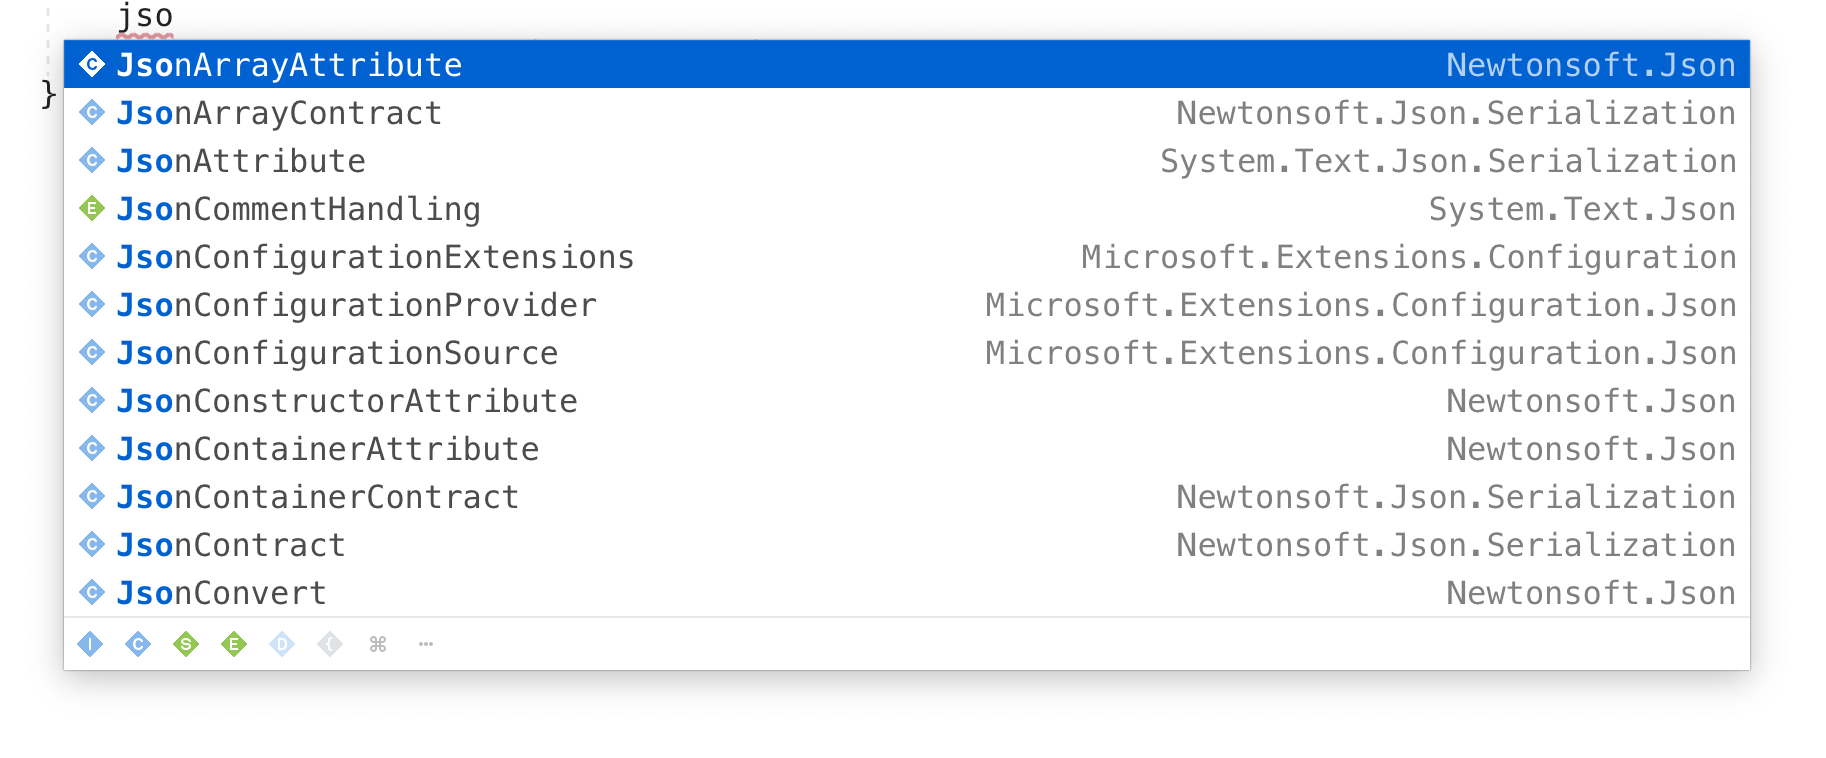 jso
C JsonArrayAttribute Newtonsoft.Json
}
C JsonArrayContract Newtonsoft.Json.Serialization
C JsonAttribute System.Text.Json.Serialization
E JsonCommentHandling System.Text.Json
C JsonConfigurationExtensions Microsoft.Extensions.Configuration
C JsonConfigurationProvider Microsoft.Extensions.Configuration.Json
C JsonConfigurationSource Microsoft.Extensions.Configuration.Json
C JsonConstructorAttribute Newtonsoft.Json
C JsonContainerAttribute Newtonsoft.Json
C JsonContainerContract Newtonsoft.Json.Serialization
C JsonContract Newtonsoft.Json.Serialization
C JsonConvert Newtonsoft.Json
I C S E D { ⌘ ···